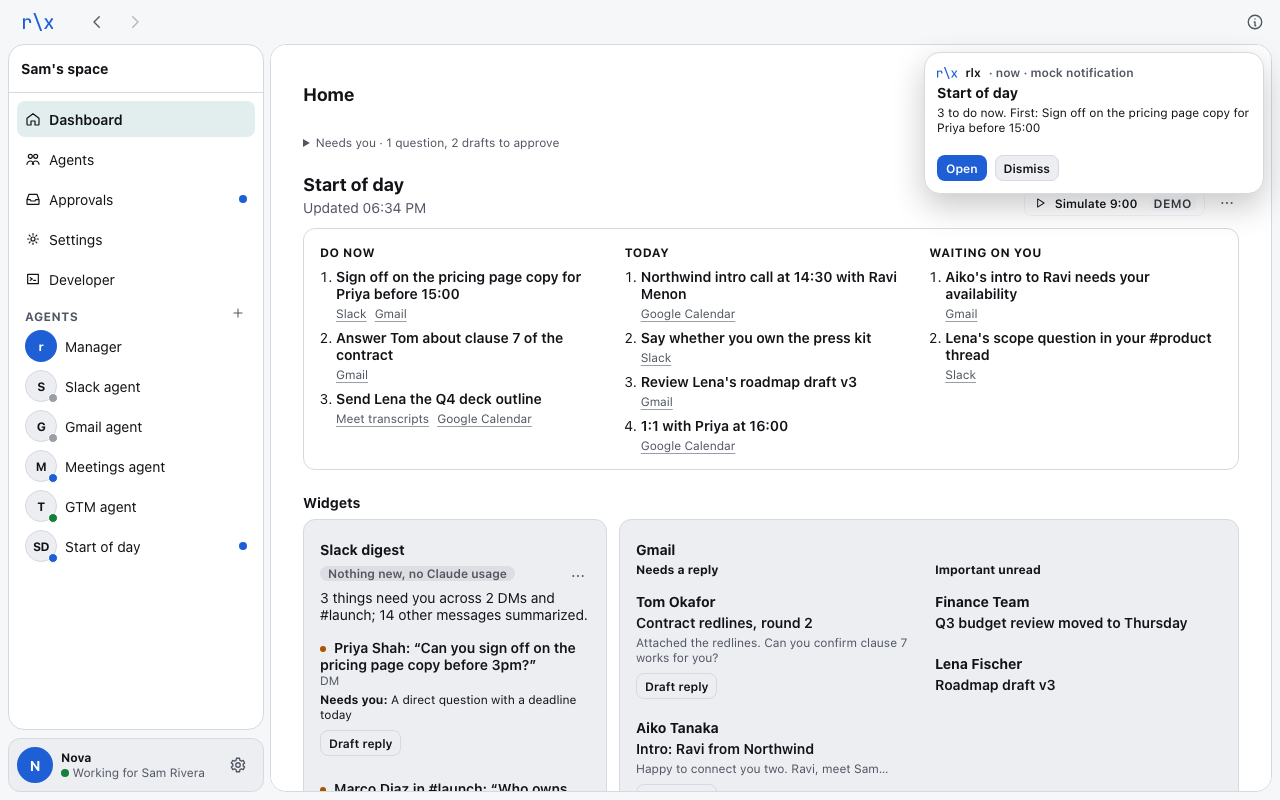 r\x
Sam's space
Dashboard
Agents
Approvals
Settings
Developer
AGENTS
r Manager
S Slack agent
G Gmail agent
M Meetings agent
T GTM agent
SD Start of day
N Nova
Working for Sam Rivera
Home
Needs you · 1 question, 2 drafts to approve
Start of day
Updated 06:34 PM
r\x rlx · now · mock notification
Start of day
3 to do now. First: Sign off on the pricing page copy for
Priya before 15:00
Open Dismiss
Simulate 9:00 DEMO
DO NOW
1. Sign off on the pricing page copy for
Priya before 15:00
Slack Gmail
2. Answer Tom about clause 7 of the
contract
Gmail
3. Send Lena the Q4 deck outline
Meet transcripts Google Calendar
TODAY
1. Northwind intro call at 14:30 with Ravi
Menon
Google Calendar
2. Say whether you own the press kit
Slack
3. Review Lena's roadmap draft v3
Gmail
4. 1:1 with Priya at 16:00
Google Calendar
WAITING ON YOU
1. Aiko's intro to Ravi needs your
availability
Gmail
2. Lena's scope question in your #product
thread
Slack
Widgets
Slack digest
Nothing new, no Claude usage
3 things need you across 2 DMs and
#launch; 14 other messages summarized.
Priya Shah: “Can you sign off on the
pricing page copy before 3pm?”
DM
Needs you: A direct question with a deadline
today
Draft reply
Marco Diaz in #launch: “Who owns
Gmail
Needs a reply
Tom Okafor
Contract redlines, round 2
Attached the redlines. Can you confirm clause 7
works for you?
Draft reply
Aiko Tanaka
Intro: Ravi from Northwind
Happy to connect you two. Ravi, meet Sam...
Important unread
Finance Team
Q3 budget review moved to Thursday
Lena Fischer
Roadmap draft v3